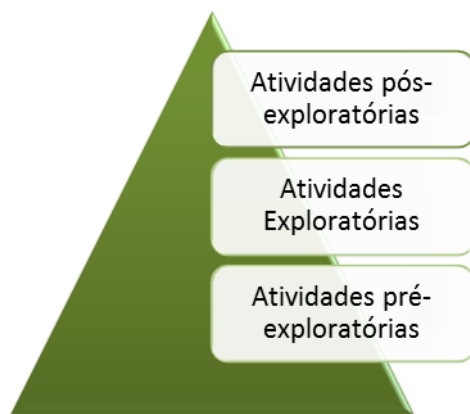 Atividades pós-
exploratórias
Atividades
Exploratórias
Atividades pré-
exploratórias